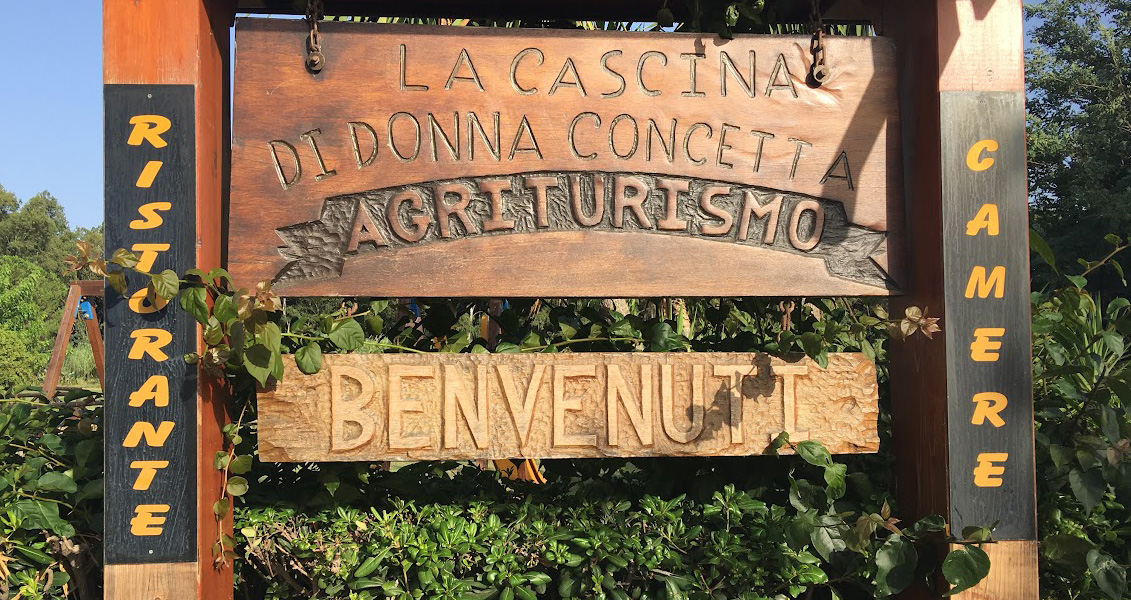 LA CASCINA
DI DONNA CONCETTA
AGRITURISMO
BENVENUTI
RISTORANTE
CAMERE